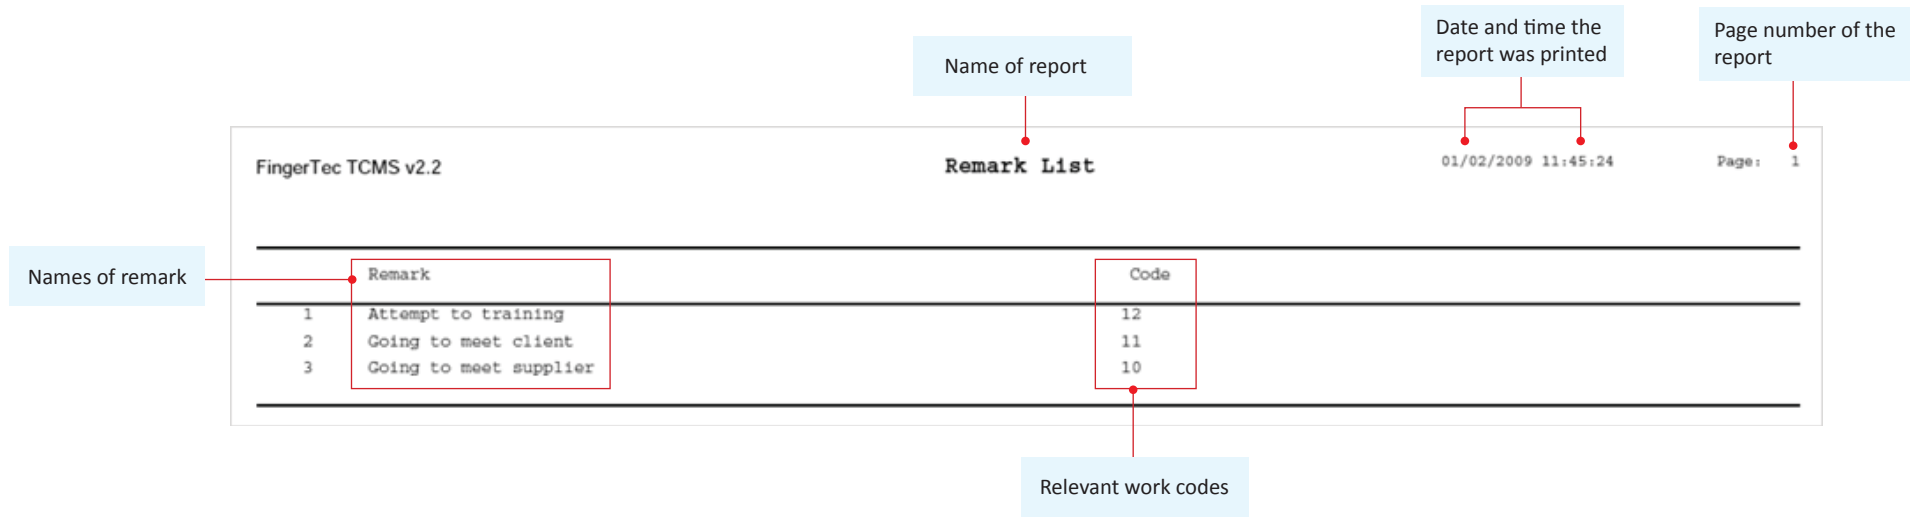 Date and time the
report was printed
Page number of the
report
Name of report
FingerTec TCMS v2.2
Remark List
01/02/2009 11:45:24
Page: 1
Names of remark
Remark Code
1 Attempt to training 12
2 Going to meet client 11
3 Going to meet supplier 10
Relevant work codes